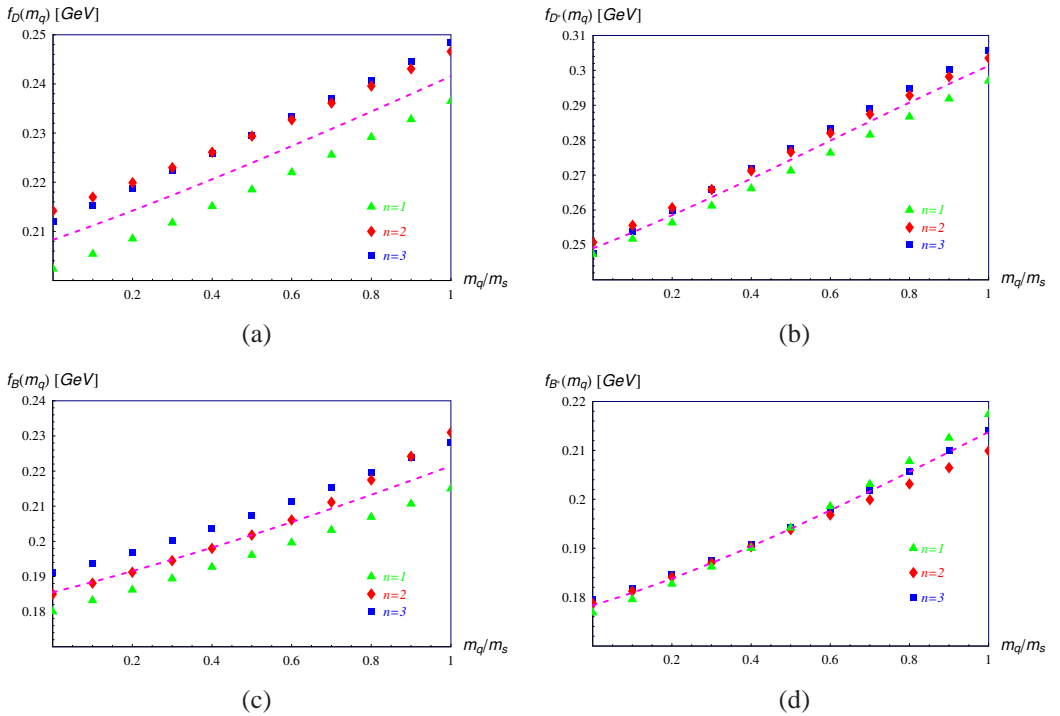 f_D(m_q) [GeV]
0.25
0.24
0.23
0.22
0.21
n=1
n=2
n=3
0.2 0.4 0.6 0.8 1
m_q/m_s
(a)
f_D*(m_q) [GeV]
0.31
0.3
0.29
0.28
0.27
0.26
0.25
n=1
n=2
n=3
0.2 0.4 0.6 0.8 1
m_q/m_s
(b)
f_B(m_q) [GeV]
0.24
0.23
0.22
0.21
0.2
0.19
0.18
n=1
n=2
n=3
0.2 0.4 0.6 0.8 1
m_q/m_s
(c)
f_B*(m_q) [GeV]
0.22
0.21
0.2
0.19
0.18
n=1
n=2
n=3
0.2 0.4 0.6 0.8 1
m_q/m_s
(d)